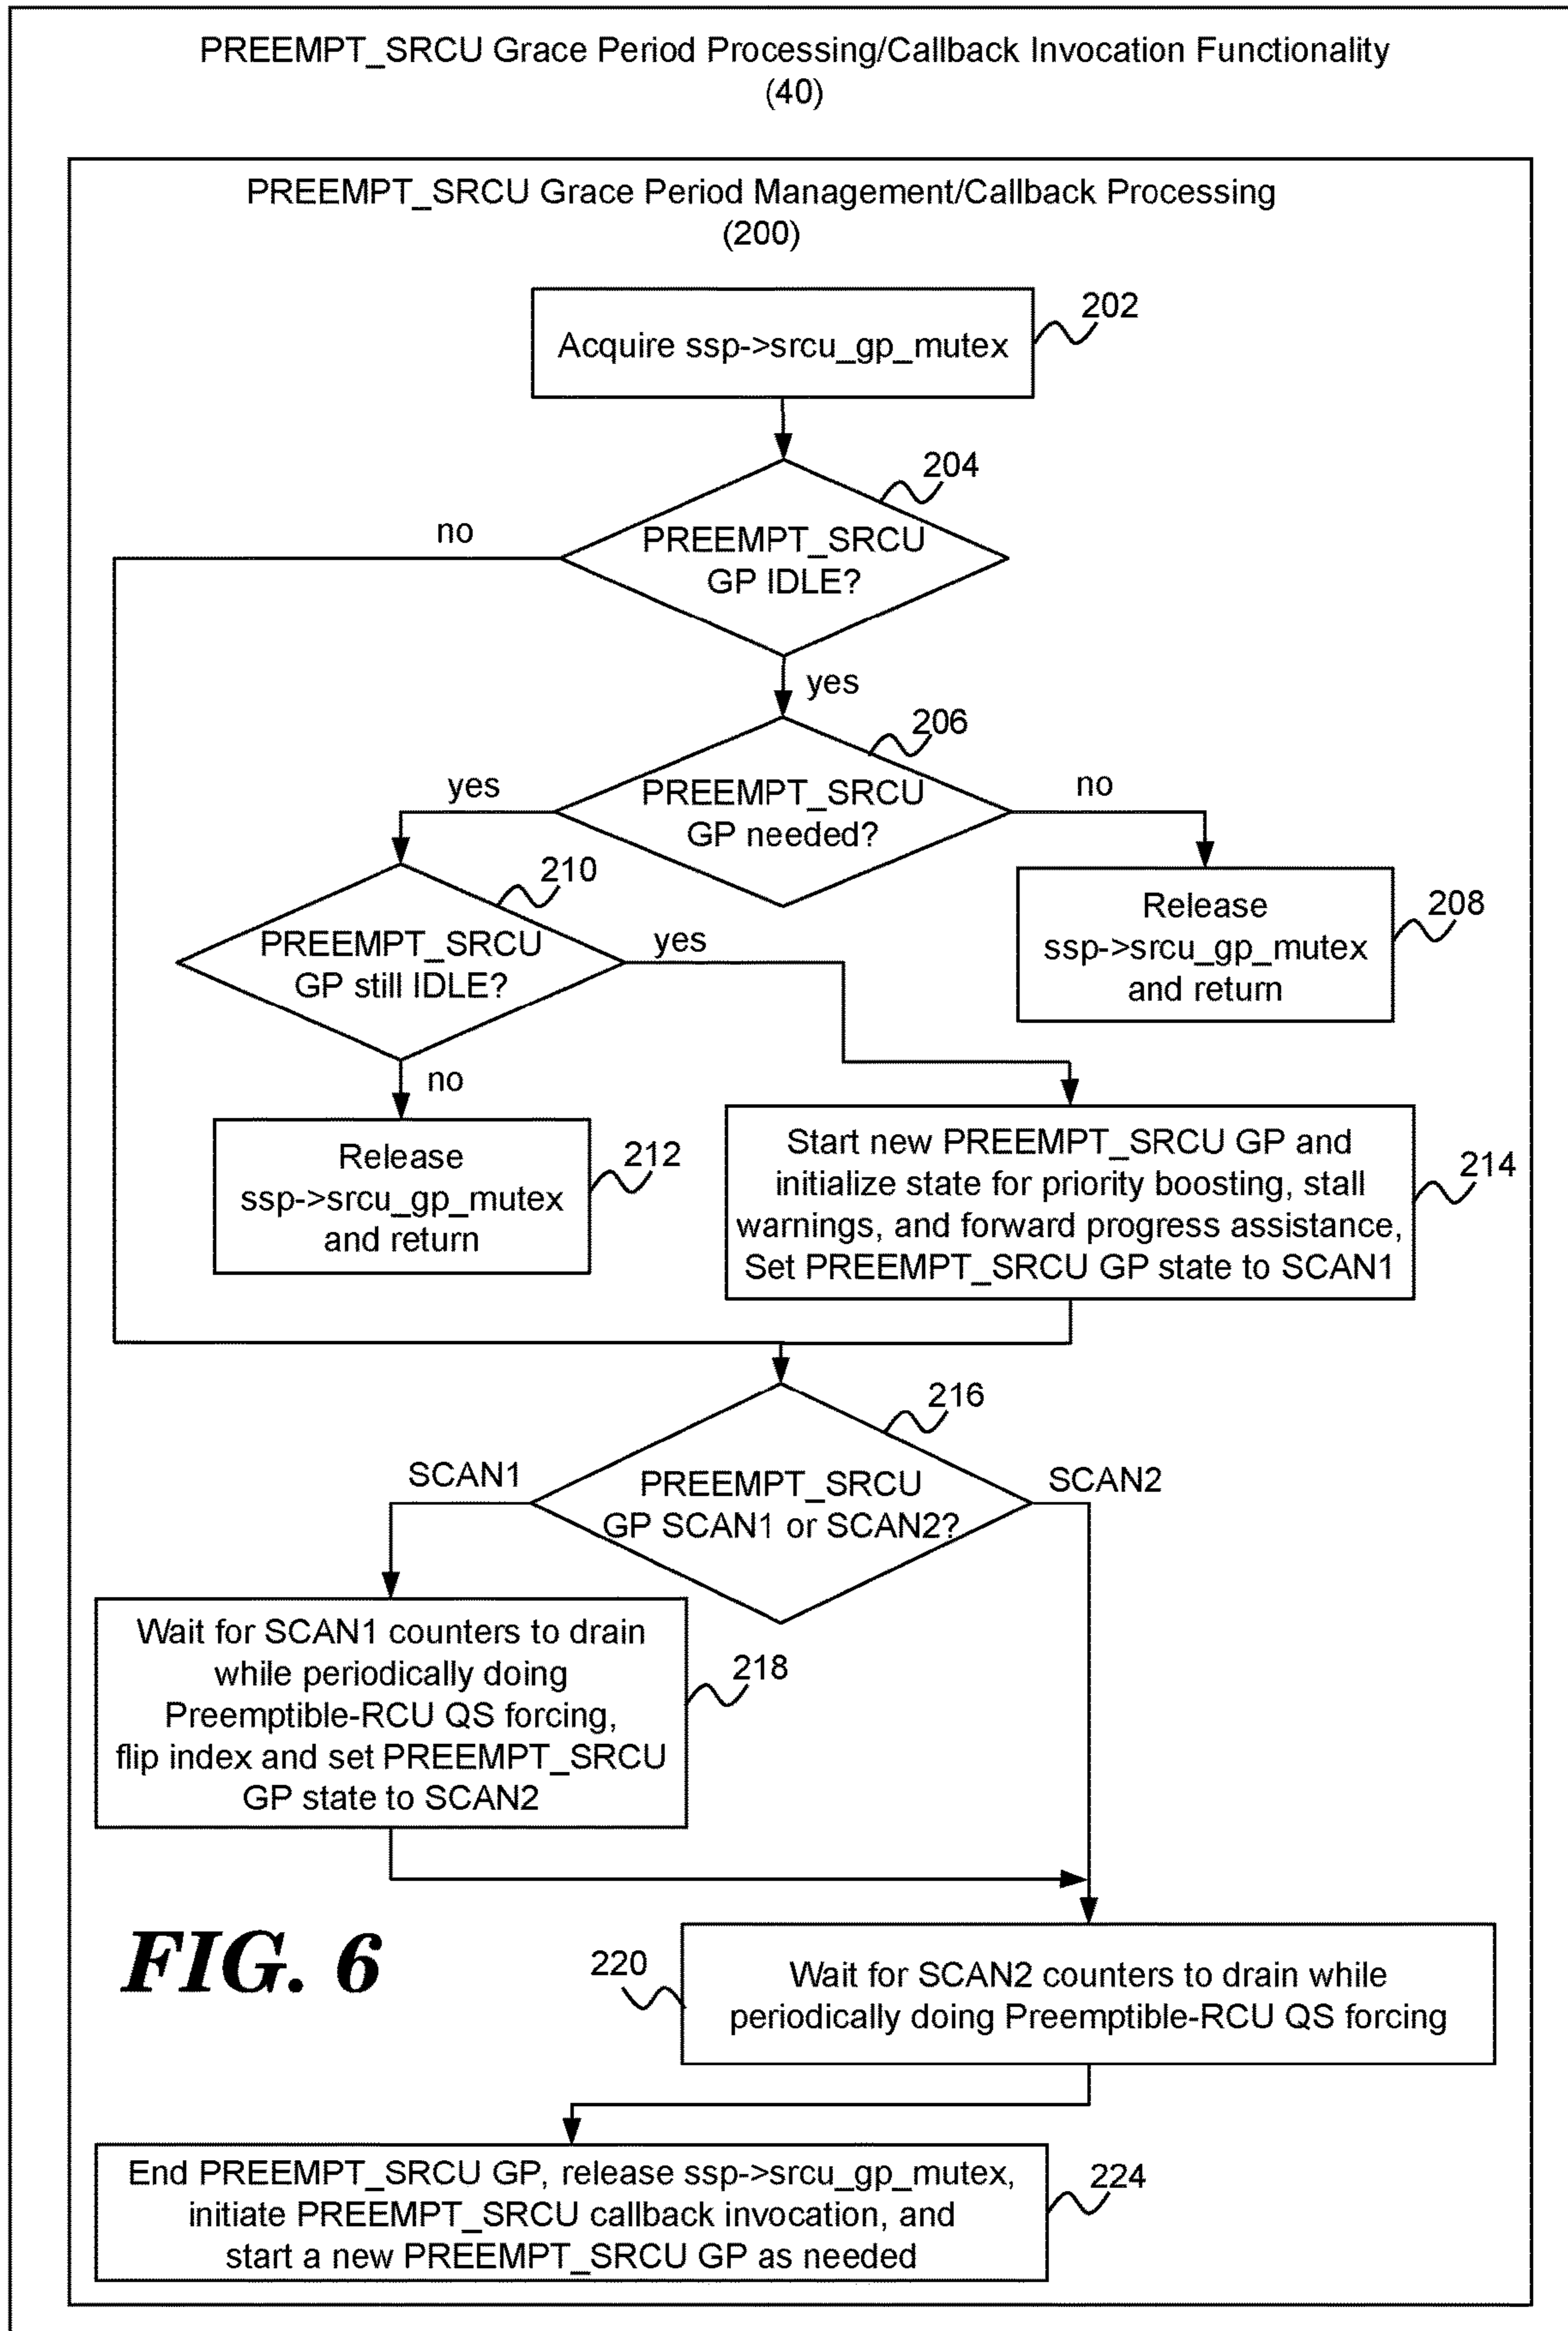 PREEMPT_SRCU Grace Period Processing/Callback Invocation Functionality
(40)
PREEMPT_SRCU Grace Period Management/Callback Processing
(200)
202
Acquire ssp->srcu_gp_mutex
204
no
PREEMPT_SRCU
GP IDLE?
yes
206
yes
PREEMPT_SRCU
GP needed?
no
210
PREEMPT_SRCU
GP still IDLE?
yes
Release
ssp->srcu_gp_mutex
and return
208
no
Release
ssp->srcu_gp_mutex
and return
212
Start new PREEMPT_SRCU GP and
initialize state for priority boosting, stall
warnings, and forward progress assistance,
Set PREEMPT_SRCU GP state to SCAN1
214
216
SCAN1
PREEMPT_SRCU
GP SCAN1 or SCAN2?
SCAN2
Wait for SCAN1 counters to drain
while periodically doing
Preemptible-RCU QS forcing,
flip index and set PREEMPT_SRCU
GP state to SCAN2
218
FIG. 6
220
Wait for SCAN2 counters to drain while
periodically doing Preemptible-RCU QS forcing
End PREEMPT_SRCU GP, release ssp->srcu_gp_mutex,
initiate PREEMPT_SRCU callback invocation, and
start a new PREEMPT_SRCU GP as needed
224